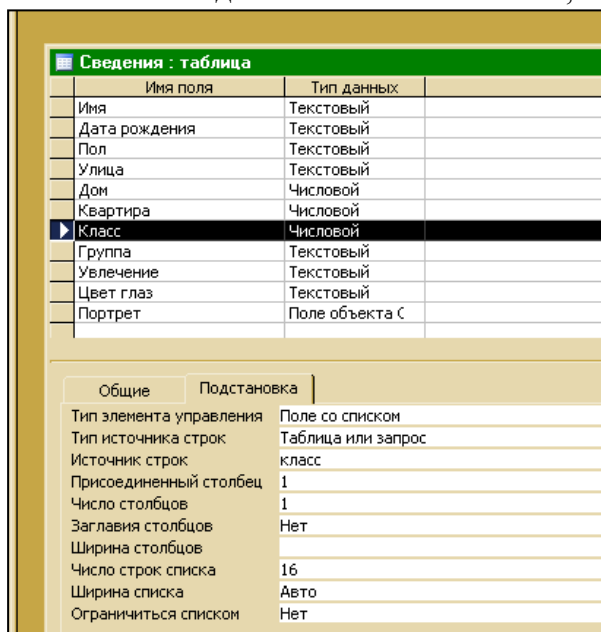 Сведения : таблица
Имя поля Тип данных
Имя Текстовый
Дата рождения Текстовый
Пол Текстовый
Улица Текстовый
Дом Числовой
Квартира Числовой
Класс Числовой
Группа Текстовый
Увлечение Текстовый
Цвет глаз Текстовый
Портрет Поле объекта С
Общие Подстановка
Тип элемента управления Поле со списком
Тип источника строк Таблица или запрос
Источник строк класс
Присоединенный столбец 1
Число столбцов 1
Заглавия столбцов Нет
Ширина столбцов
Число строк списка 16
Ширина списка Авто
Ограничиться списком Нет